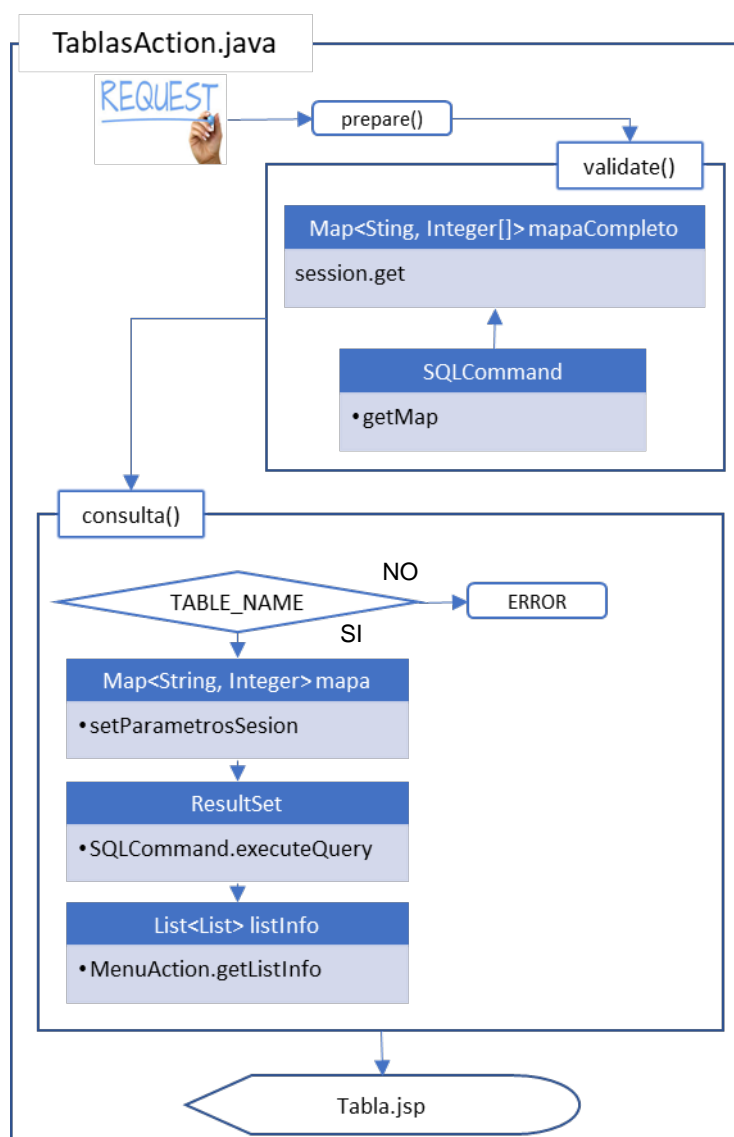 TablasAction.java
REQUEST
prepare()
validate()
Map<Sting, Integer[]> mapaCompleto
session.get
SQLCommand
•getMap
consulta()
NO
TABLE_NAME
ERROR
SI
Map<String, Integer> mapa
•setParametrosSesion
ResultSet
•SQLCommand.executeQuery
List<List> listInfo
•MenuAction.getListInfo
Tabla.jsp